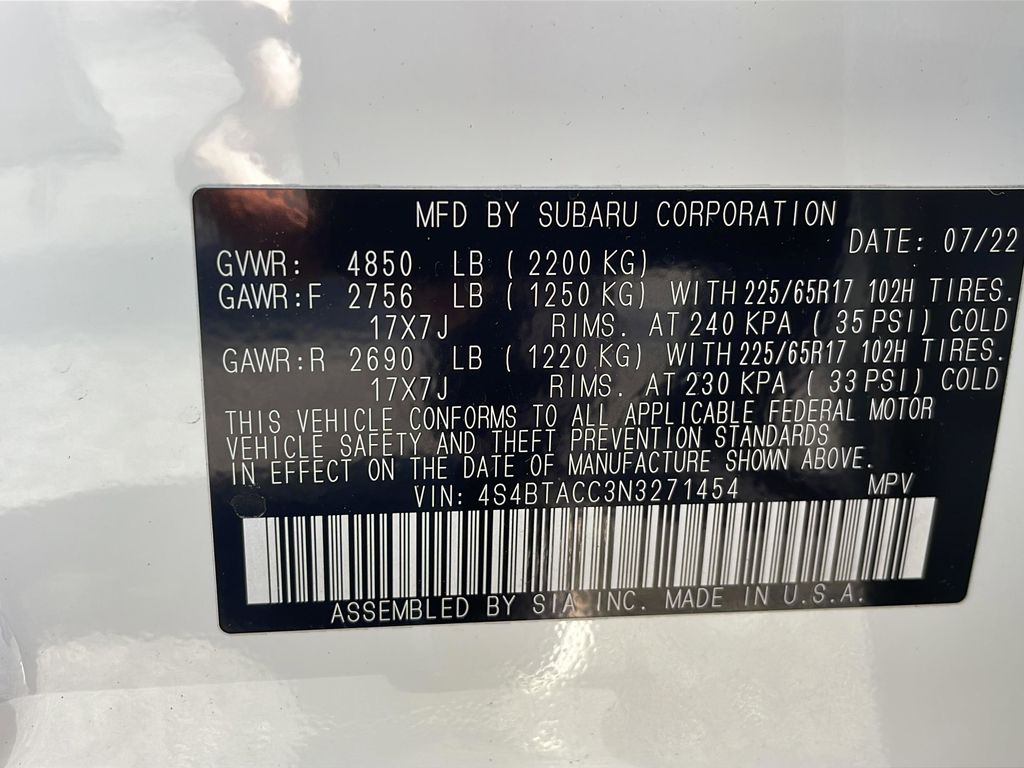 MFD BY SUBARU CORPORATION
DATE: 07/22
GVWR: 4850 LB (2200 KG)
GAWR:F 2756 LB (1250 KG) WITH 225/65R17 102H TIRES.
17X7J RIMS. AT 240 KPA (35 PSI) COLD
GAWR:R 2690 LB (1220 KG) WITH 225/65R17 102H TIRES.
17X7J RIMS. AT 230 KPA (33 PSI) COLD
THIS VEHICLE CONFORMS TO ALL APPLICABLE FEDERAL MOTOR
VEHICLE SAFETY AND THEFT PREVENTION STANDARDS
IN EFFECT ON THE DATE OF MANUFACTURE SHOWN ABOVE.
VIN: 4S4BTACC3N3271454 MPV
ASSEMBLED BY SIA INC. MADE IN U.S.A.